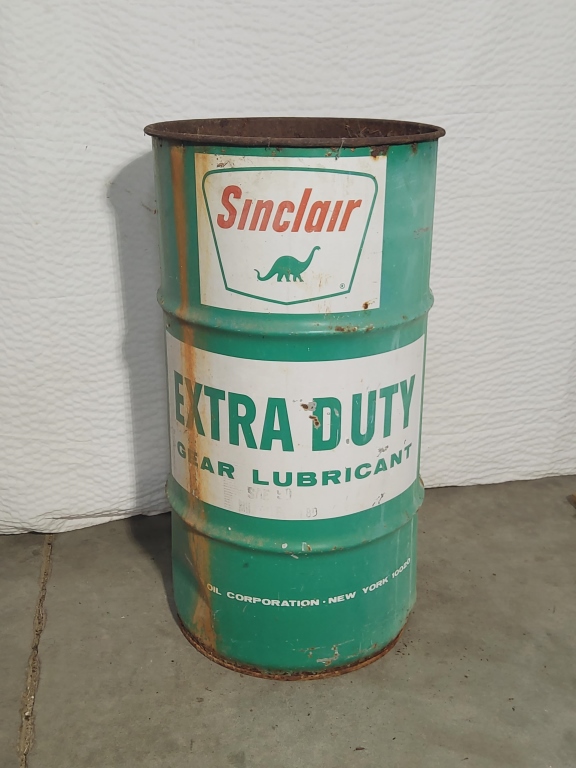 Sinclair
®
EXTRA DUTY
GEAR LUBRICANT
OIL CORPORATION · NEW YORK 10020